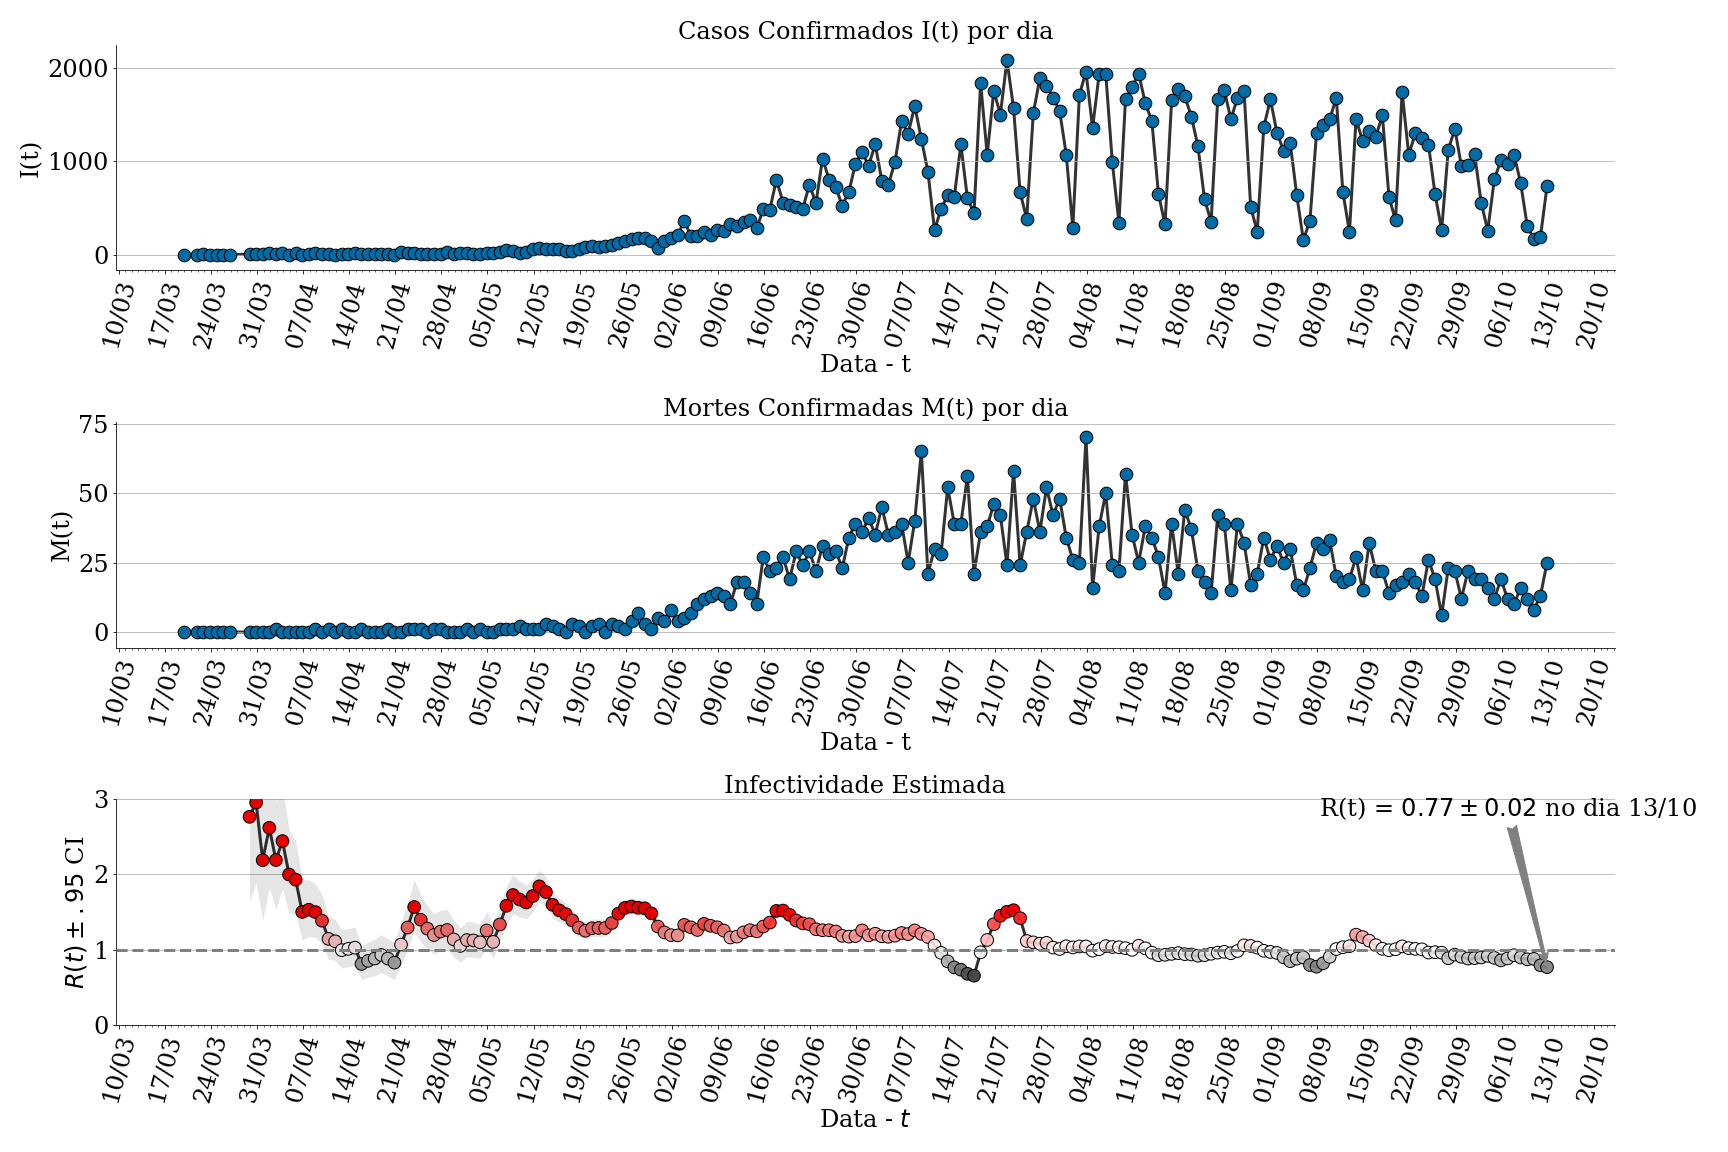 Casos Confirmados I(t) por dia
2000
1000
0
I(t)
10/03 17/03 24/03 31/03 07/04 14/04 21/04 28/04 05/05 12/05 19/05 26/05 02/06 09/06 16/06 23/06 30/06 07/07 14/07 21/07 28/07 04/08 11/08 18/08 25/08 01/09 08/09 15/09 22/09 29/09 06/10 13/10 20/10
Data - t
Mortes Confirmadas M(t) por dia
75
50
25
0
M(t)
10/03 17/03 24/03 31/03 07/04 14/04 21/04 28/04 05/05 12/05 19/05 26/05 02/06 09/06 16/06 23/06 30/06 07/07 14/07 21/07 28/07 04/08 11/08 18/08 25/08 01/09 08/09 15/09 22/09 29/09 06/10 13/10 20/10
Data - t
Infectividade Estimada
R(t) = 0.77 ± 0.02 no dia 13/10
3
2
1
0
R(t) ± .95 CI
10/03 17/03 24/03 31/03 07/04 14/04 21/04 28/04 05/05 12/05 19/05 26/05 02/06 09/06 16/06 23/06 30/06 07/07 14/07 21/07 28/07 04/08 11/08 18/08 25/08 01/09 08/09 15/09 22/09 29/09 06/10 13/10 20/10
Data - t